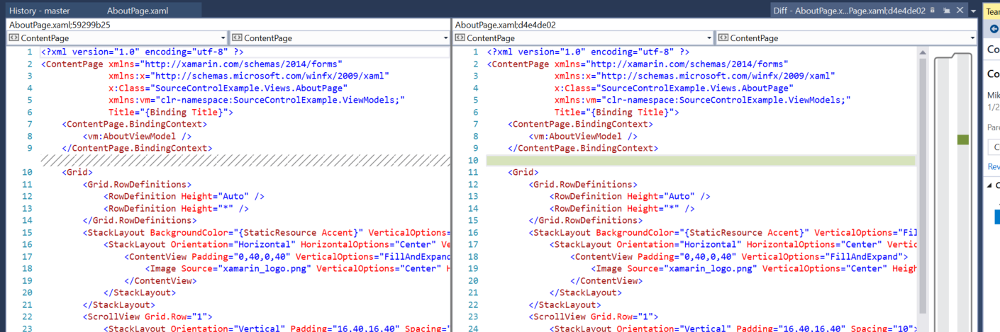 History - master
AboutPage.xaml
Diff - AboutPage.x...Page.xaml;d4e4de02
AboutPage.xaml;59299b25
ContentPage
ContentPage
1 <?xml version="1.0" encoding="utf-8" ?>
2 <ContentPage xmlns="http://xamarin.com/schemas/2014/forms"
3 xmlns:x="http://schemas.microsoft.com/winfx/2009/xaml"
4 x:Class="SourceControlExample.Views.AboutPage"
5 xmlns:vm="clr-namespace:SourceControlExample.ViewModels;"
6 Title="{Binding Title}">
7 <ContentPage.BindingContext>
8 <vm:AboutViewModel />
9 </ContentPage.BindingContext>
10 <Grid>
11 <Grid.RowDefinitions>
12 <RowDefinition Height="Auto" />
13 <RowDefinition Height="*" />
14 </Grid.RowDefinitions>
15 <StackLayout BackgroundColor="{StaticResource Accent}" VerticalOptions=
16 <StackLayout Orientation="Horizontal" HorizontalOptions="Center" Ve
17 <ContentView Padding="0,40,0,40" VerticalOptions="FillAndExpand
18 <Image Source="xamarin_logo.png" VerticalOptions="Center" H
19 </ContentView>
20 </StackLayout>
21 </StackLayout>
22 <ScrollView Grid.Row="1">
23 <StackLayout Orientation="Vertical" Padding="16,40,16,40" Spacing="
AboutPage.xaml;d4e4de02
ContentPage
ContentPage
1 <?xml version="1.0" encoding="utf-8" ?>
2 <ContentPage xmlns="http://xamarin.com/schemas/2014/forms"
3 xmlns:x="http://schemas.microsoft.com/winfx/2009/xaml"
4 x:Class="SourceControlExample.Views.AboutPage"
5 xmlns:vm="clr-namespace:SourceControlExample.ViewModels;"
6 Title="{Binding Title}">
7 <ContentPage.BindingContext>
8 <vm:AboutViewModel />
9 </ContentPage.BindingContext>
10
11 <Grid>
12 <Grid.RowDefinitions>
13 <RowDefinition Height="Auto" />
14 <RowDefinition Height="*" />
15 </Grid.RowDefinitions>
16 <StackLayout BackgroundColor="{StaticResource Accent}" VerticalOptions="Fil
17 <StackLayout Orientation="Horizontal" HorizontalOptions="Center" Vertic
18 <ContentView Padding="0,40,0,40" VerticalOptions="FillAndExpand">
19 <Image Source="xamarin_logo.png" VerticalOptions="Center" Heigh
20 </ContentView>
21 </StackLayout>
22 </StackLayout>
23 <ScrollView Grid.Row="1">
24 <StackLayout Orientation="Vertical" Padding="16,40,16,40" Spacing="10">
Tear
Co
Co
Mik
1/2
Pare
C
Rev